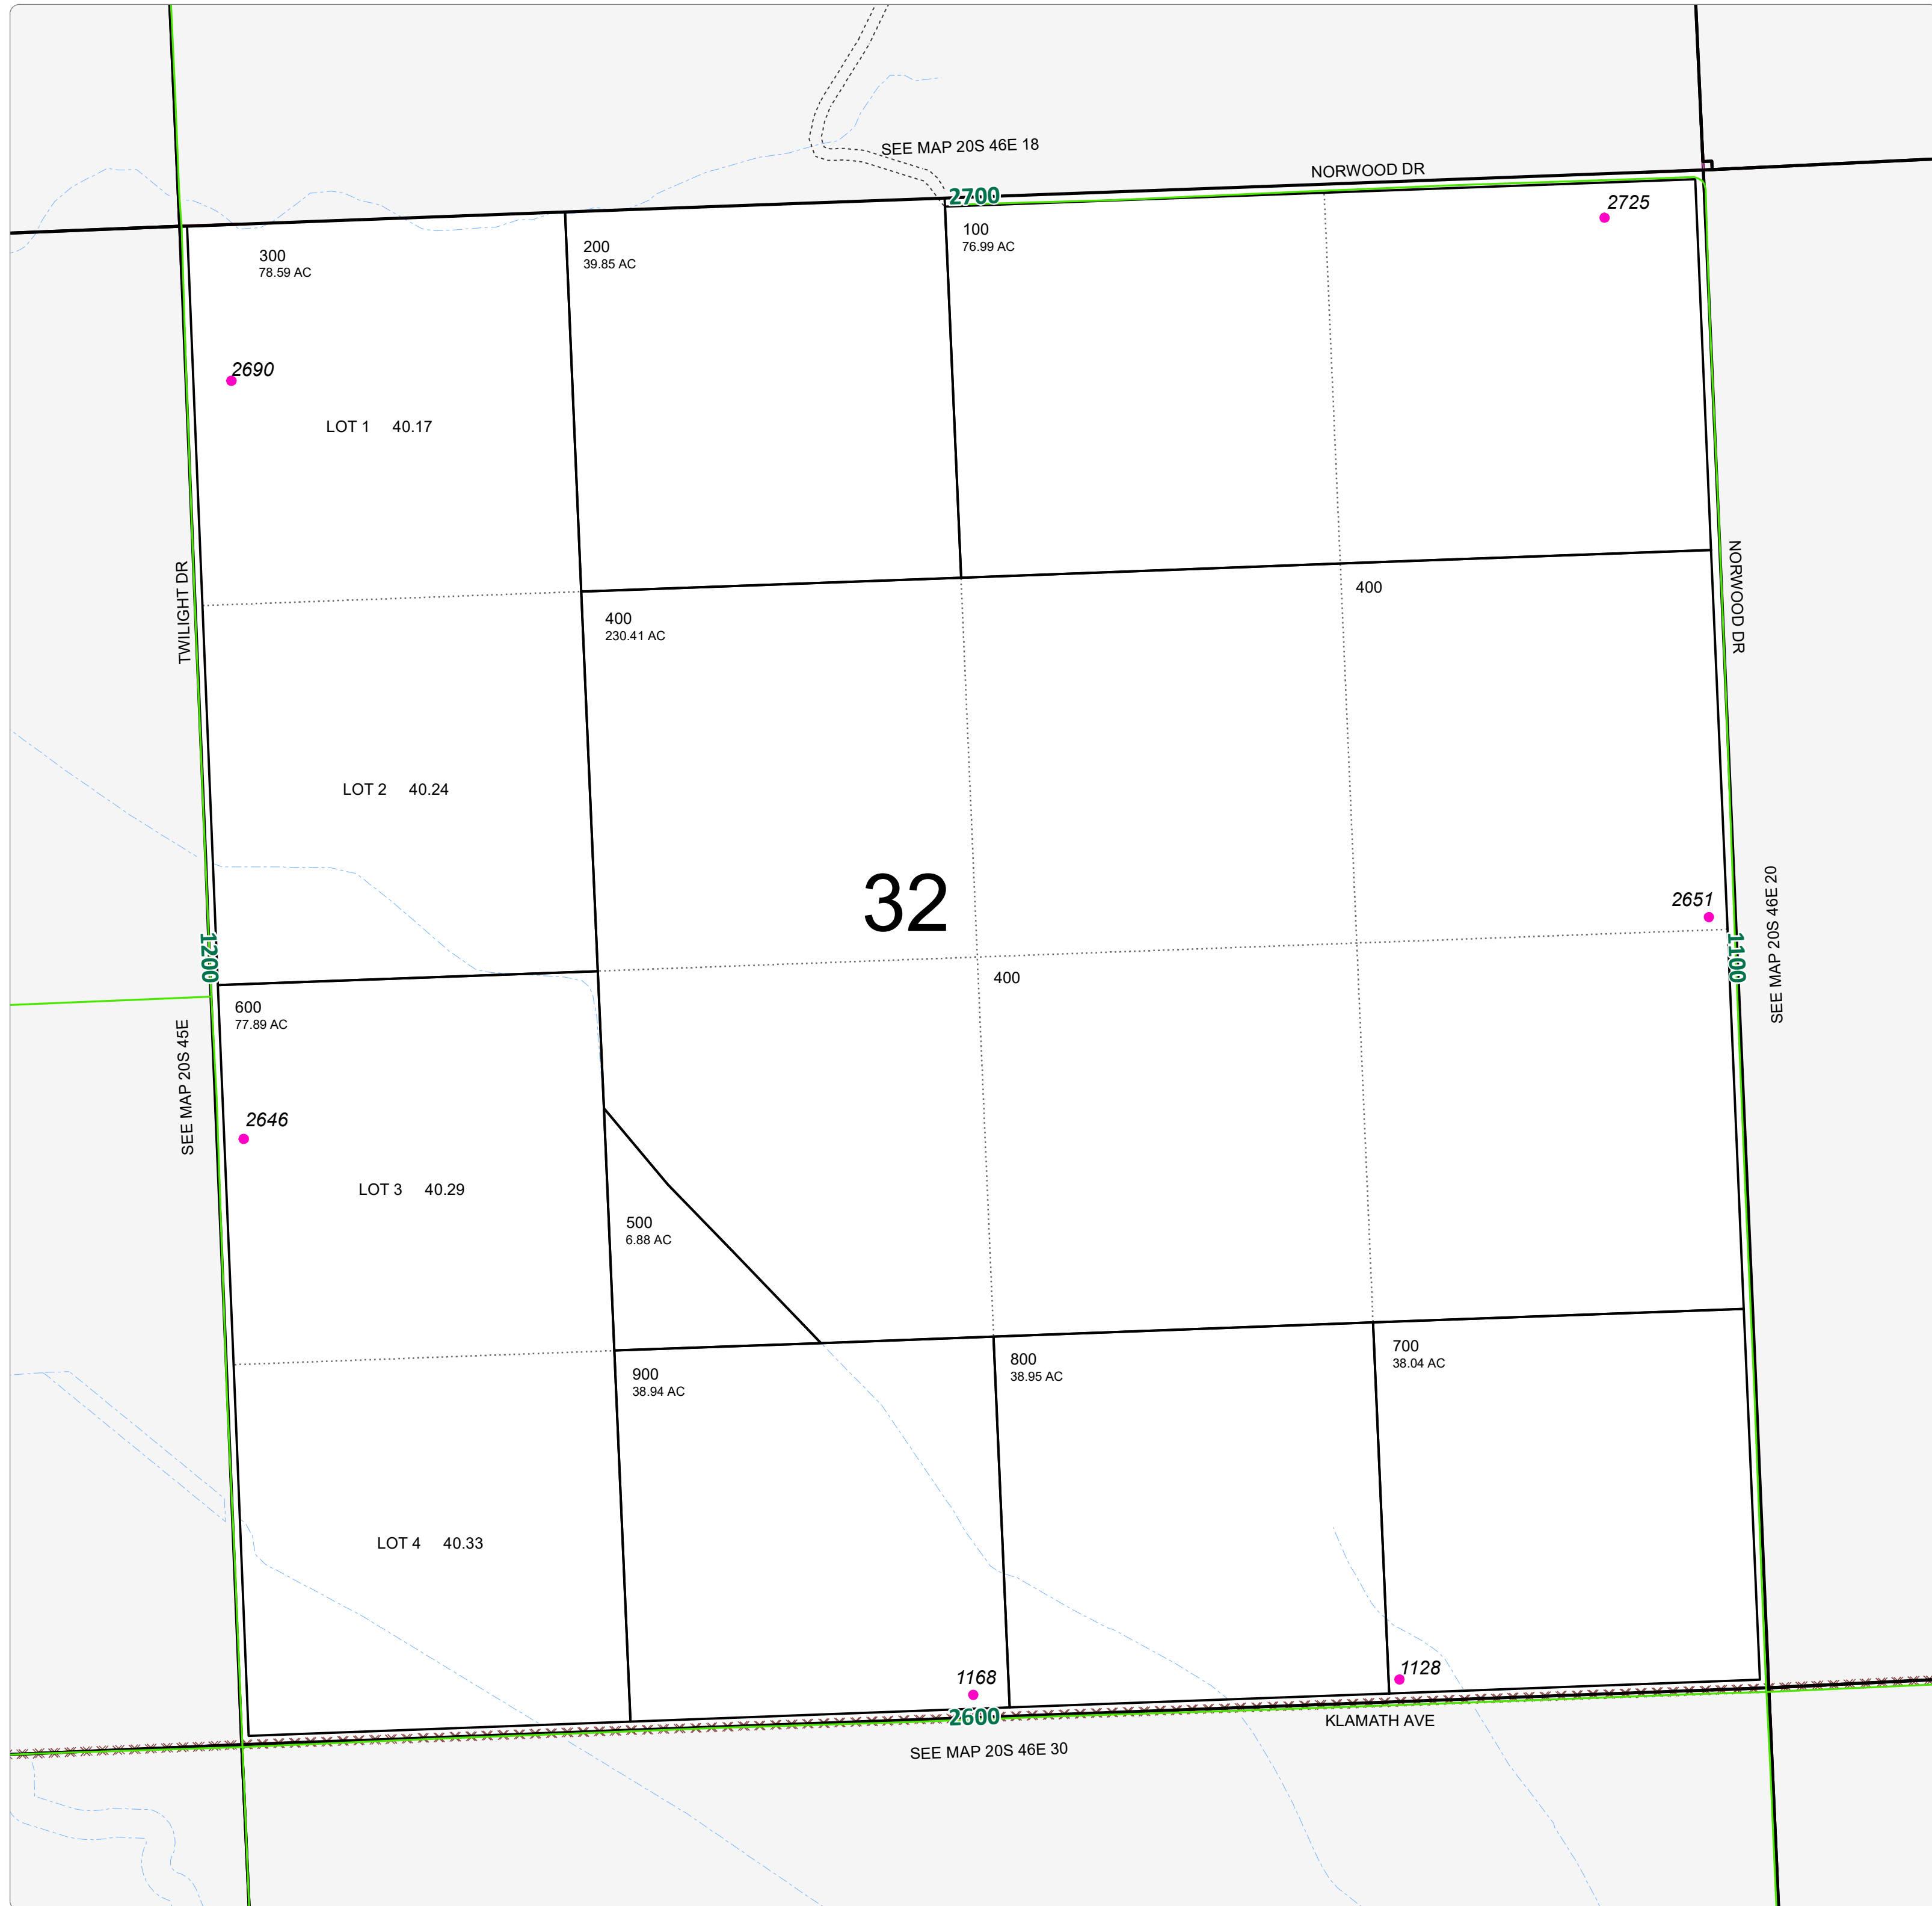 SEE MAP 20S 46E 18
NORWOOD DR
2700
2725
100
76.99 AC
200
39.85 AC
300
78.59 AC
2690
LOT 1 40.17
TWILIGHT DR
NORWOOD DR
400
400
230.41 AC
LOT 2 40.24
32
2651
SEE MAP 20S 46E 20
1200
1100
400
600
77.89 AC
SEE MAP 20S 45E
2646
LOT 3 40.29
500
6.88 AC
700
38.04 AC
800
38.95 AC
900
38.94 AC
LOT 4 40.33
1168
1128
2600
KLAMATH AVE
SEE MAP 20S 46E 30